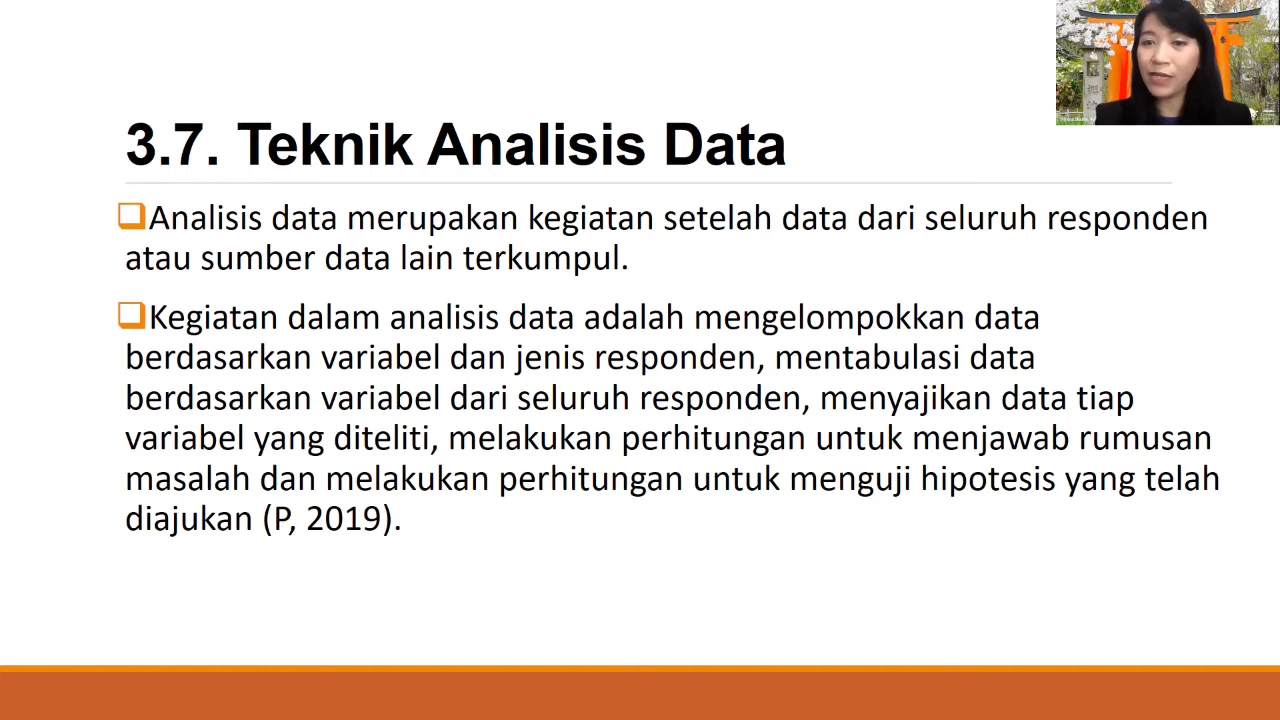 3.7. Teknik Analisis Data
Analisis data merupakan kegiatan setelah data dari seluruh responden
atau sumber data lain terkumpul.
Kegiatan dalam analisis data adalah mengelompokkan data
berdasarkan variabel dan jenis responden, mentabulasi data
berdasarkan variabel dari seluruh responden, menyajikan data tiap
variabel yang diteliti, melakukan perhitungan untuk menjawab rumusan
masalah dan melakukan perhitungan untuk menguji hipotesis yang telah
diajukan (P, 2019).